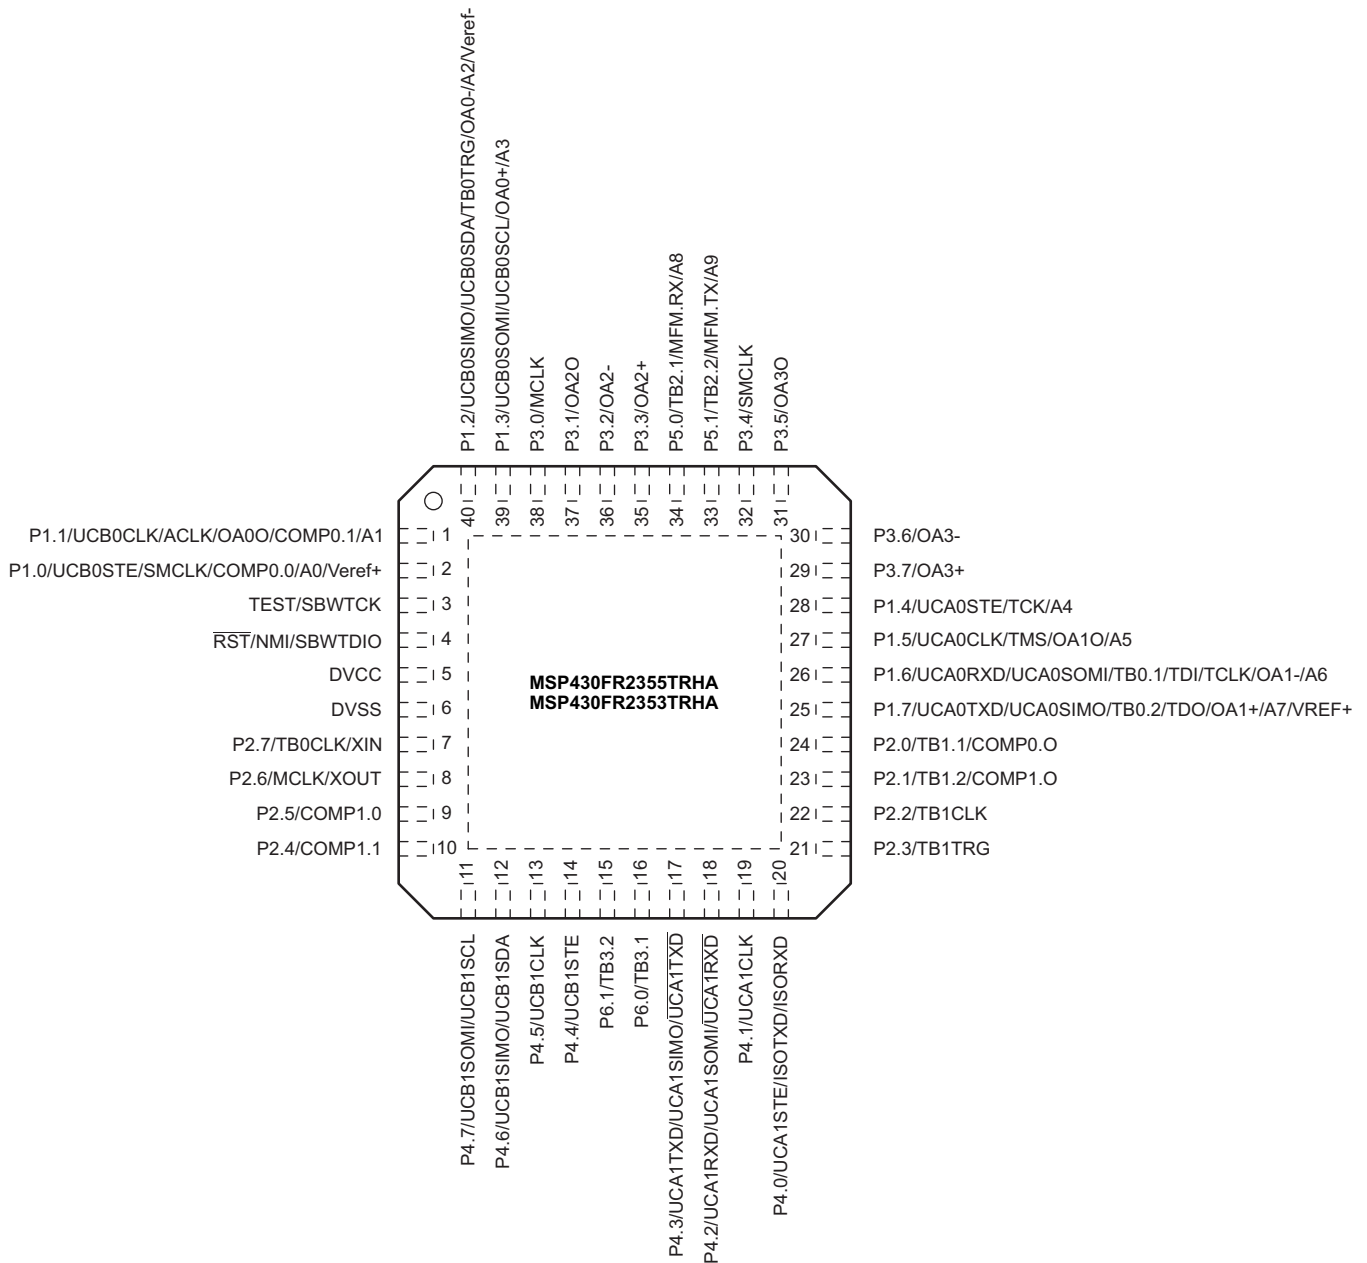 P1.2/UCB0SIMO/UCB0SDA/TB0TRG/OA0-/A2/Veref-
P1.3/UCB0SOMI/UCB0SCL/OA0+/A3
P3.0/MCLK
P3.1/OA2O
P3.2/OA2-
P3.3/OA2+
P5.0/TB2.1/MFM.RX/A8
P5.1/TB2.2/MFM.TX/A9
P3.4/SMCLK
P3.5/OA3O
40 39 38 37 36 35 34 33 32 31
P1.1/UCB0CLK/ACLK/OA0O/COMP0.1/A1 1
P1.0/UCB0STE/SMCLK/COMP0.0/A0/Veref+ 2
TEST/SBWTCK 3
RST/NMI/SBWTDIO 4
DVCC 5
DVSS 6
P2.7/TB0CLK/XIN 7
P2.6/MCLK/XOUT 8
P2.5/COMP1.0 9
P2.4/COMP1.1 10
MSP430FR2355TRHA
MSP430FR2353TRHA
30 P3.6/OA3-
29 P3.7/OA3+
28 P1.4/UCA0STE/TCK/A4
27 P1.5/UCA0CLK/TMS/OA1O/A5
26 P1.6/UCA0RXD/UCA0SOMI/TB0.1/TDI/TCLK/OA1-/A6
25 P1.7/UCA0TXD/UCA0SIMO/TB0.2/TDO/OA1+/A7/VREF+
24 P2.0/TB1.1/COMP0.O
23 P2.1/TB1.2/COMP1.O
22 P2.2/TB1CLK
21 P2.3/TB1TRG
11 12 13 14 15 16 17 18 19 20
P4.7/UCB1SOMI/UCB1SCL
P4.6/UCB1SIMO/UCB1SDA
P4.5/UCB1CLK
P4.4/UCB1STE
P6.1/TB3.2
P6.0/TB3.1
P4.3/UCA1TXD/UCA1SIMO/UCA1TXD
P4.2/UCA1RXD/UCA1SOMI/UCA1RXD
P4.1/UCA1CLK
P4.0/UCA1STE/ISOTXD/ISORXD